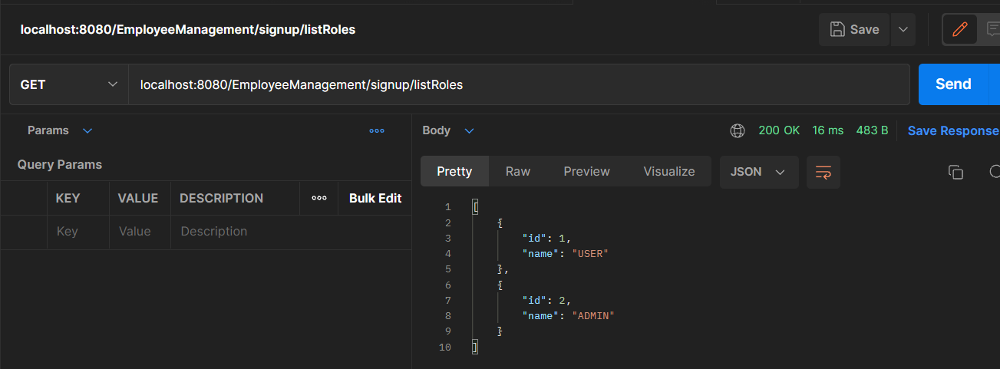 localhost:8080/EmployeeManagement/signup/listRoles
Save
GET
localhost:8080/EmployeeManagement/signup/listRoles
Send
Params
Body
200 OK 16 ms 483 B Save Response
Query Params
Pretty Raw Preview Visualize JSON
KEY VALUE DESCRIPTION Bulk Edit
Key Value Description
1 [
2 {
3 "id": 1,
4 "name": "USER"
5 },
6 {
7 "id": 2,
8 "name": "ADMIN"
9 }
10 ]